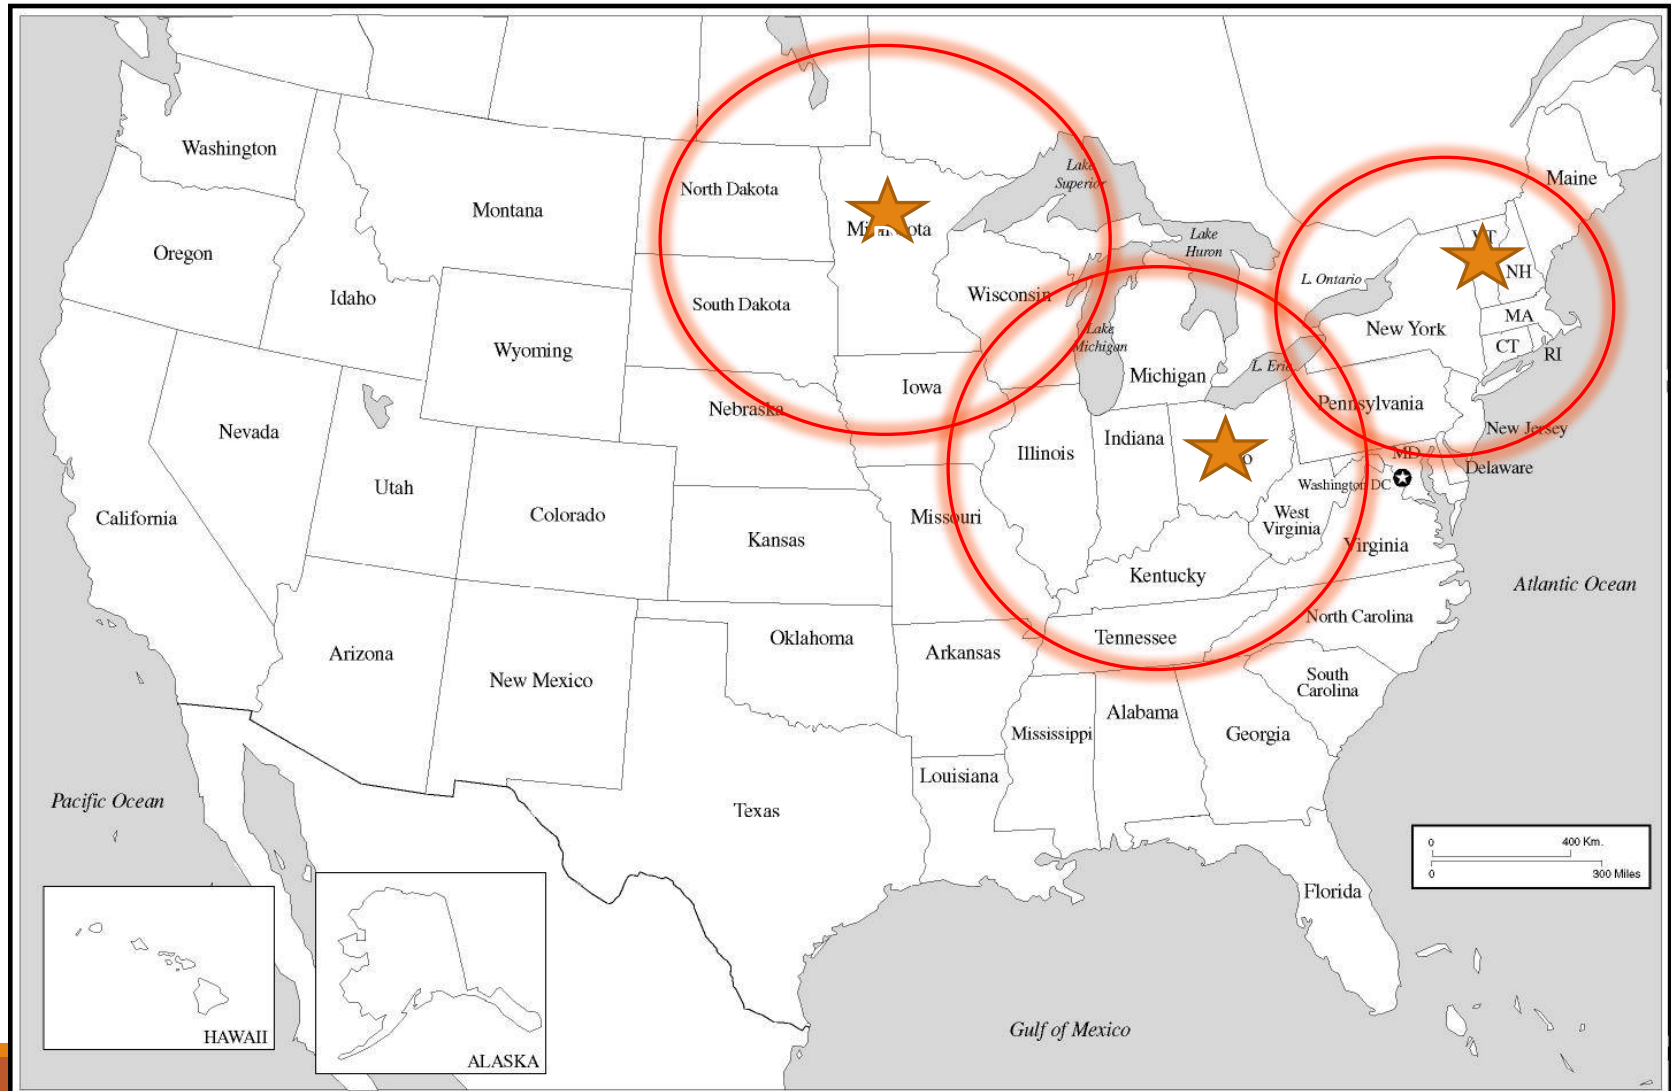 Washington
Oregon
California
Nevada
Idaho
Montana
Wyoming
Utah
Arizona
Colorado
New Mexico
North Dakota
South Dakota
Nebraska
Kansas
Oklahoma
Texas
Iowa
Missouri
Arkansas
Louisiana
Wisconsin
Illinois
Indiana
Michigan
Kentucky
Tennessee
Mississippi
Alabama
Georgia
Florida
South
Carolina
North Carolina
Virginia
West
Virginia
Washington DC
MD
Delaware
New Jersey
Pennsylvania
New York
CT
RI
MA
NH
VT
Maine
Lake
Superior
Lake
Huron
Lake
Michigan
L. Erie
L. Ontario
Atlantic Ocean
Pacific Ocean
Gulf of Mexico
HAWAII
ALASKA
0 400 Km.
0 300 Miles